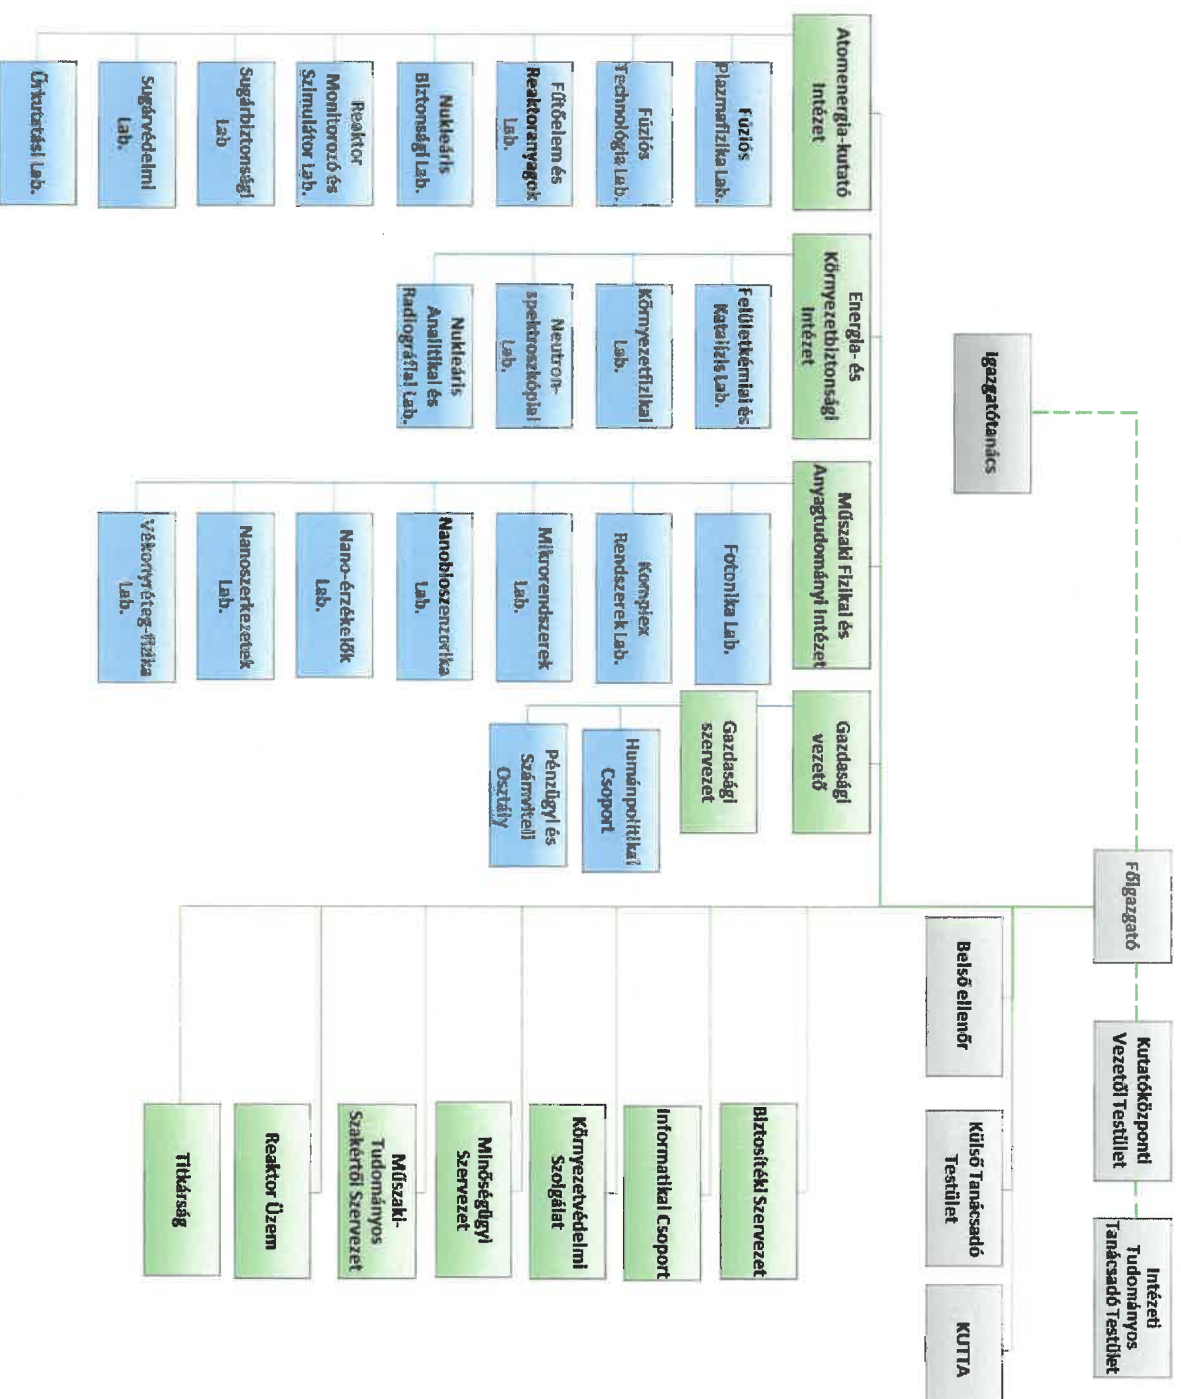 Főigazgató
Kutatóközponti
Vezetői Testület
Intézeti
Tudományos
Tanácsadó Testület
Igazgatótanács
Belső ellenőr
Külső Tanácsadó
Testület
KUTTA
Atomenergia-kutató
Intézet
Fúziós
Plazmafizika Lab.
Fúziós
Technológia Lab.
Fűtőelem és
Reaktoranyagok
Lab.
Nukleáris
Biztonsági Lab.
Reaktor
Monitorozó és
Szimulátor Lab.
Sugárbiztonsági
Lab
Sugárvédelmi
Lab.
Űrkutatási Lab.
Energia- és
Környezetbiztonsági
Intézet
Felületkémiai és
Katalízis Lab.
Környezetfizikai
Lab.
Neutron-
spektroszkópiai
Lab.
Nukleáris
Analitikai és
Radiográfiai Lab.
Műszaki Fizikai és
Anyagtudományi Intézet
Fotonika Lab.
Komplex
Rendszerek Lab.
Mikrorendszerek
Lab.
Nanobioszenzorika
Lab.
Nano-érzékelők
Lab.
Nanoszerkezetek
Lab.
Vékonyréteg-fizika
Lab.
Gazdasági
vezető
Gazdasági
szervezet
Humánpolitikai
Csoport
Pénzügyi és
Számviteli
Osztály
Biztosítéki Szervezet
Informatikai Csoport
Környezetvédelmi
Szolgálat
Minőségügyi
Szervezet
Műszaki-
Tudományos
Szakértői Szervezet
Reaktor Üzem
Titkárság